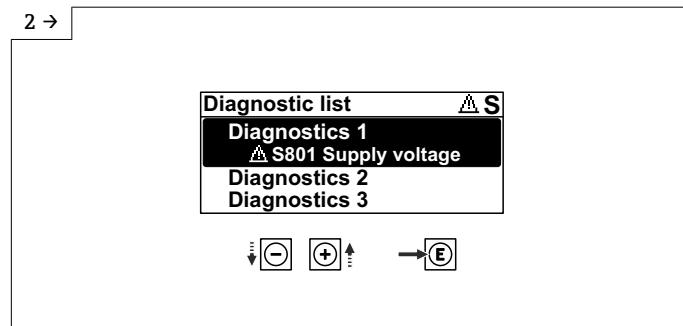 2 →
Diagnostic list ⚠ S
Diagnostics 1
⚠ S801 Supply voltage
Diagnostics 2
Diagnostics 3
− + E